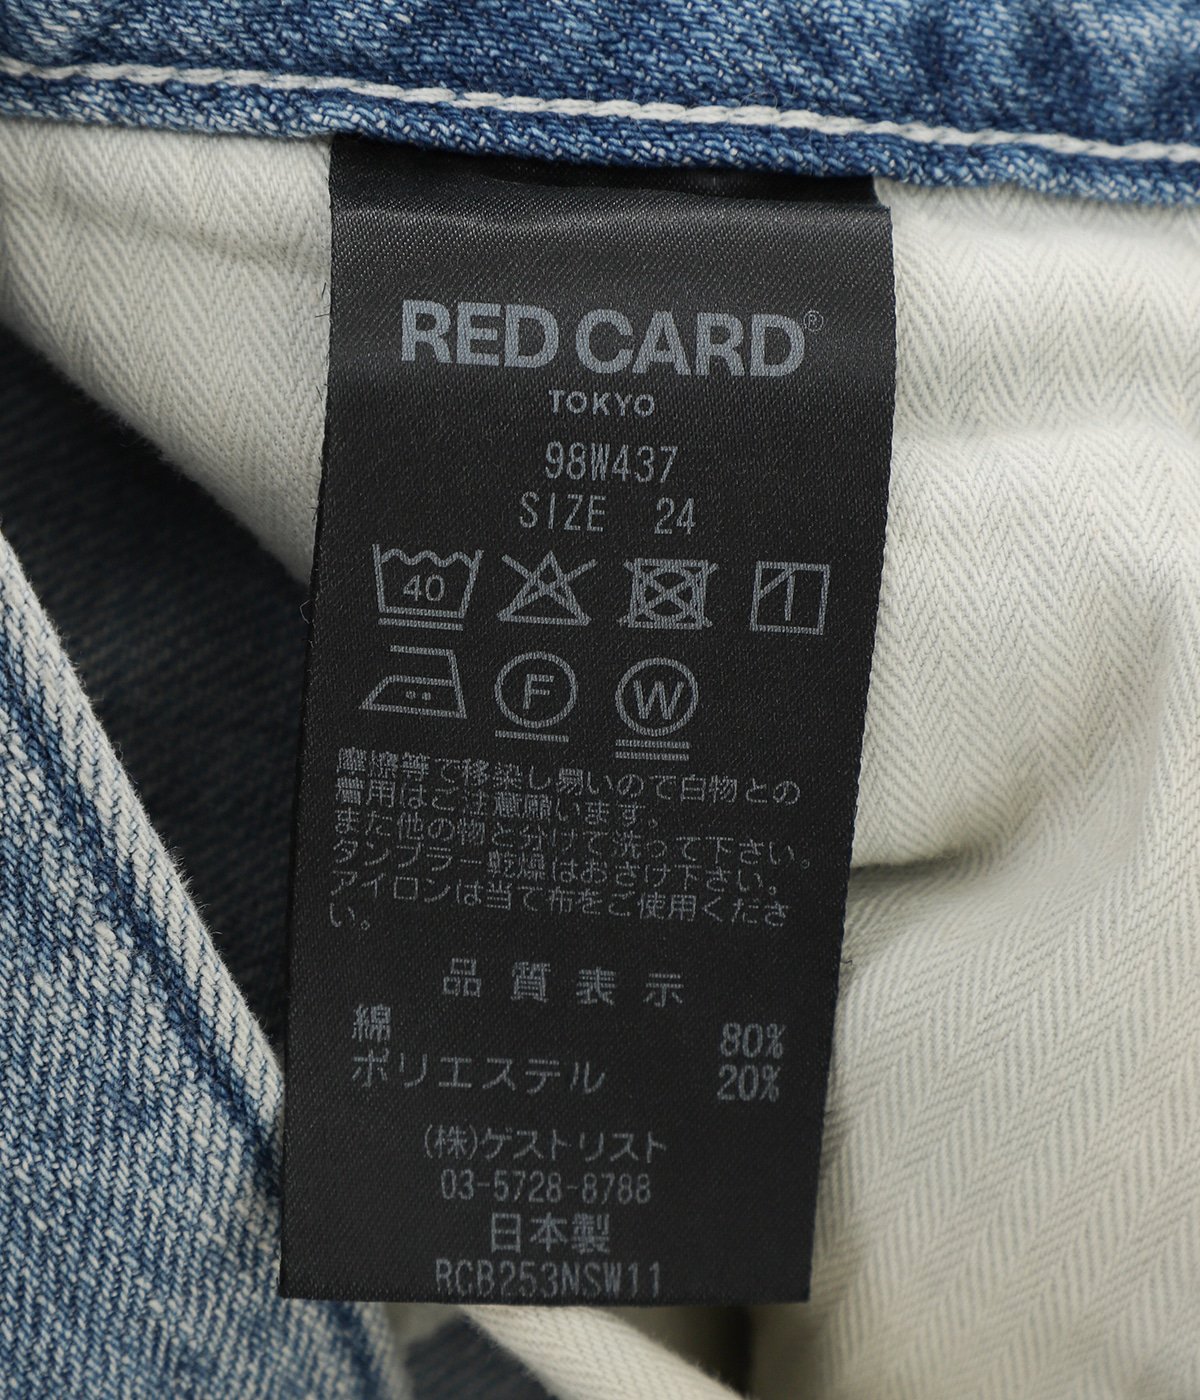 RED CARD®
TOKYO
98W437
SIZE 24
40
F W
摩擦等で移染し易いので白物との
着用はご注意願います。
また他の物と分けて洗って下さい。
タンブラー乾燥はおさけ下さい。
アイロンは当て布をご使用くださ
い。
品質表示
綿 80%
ポリエステル 20%
(株)ゲストリスト
03-5728-8788
日本製
RCB253NSW11